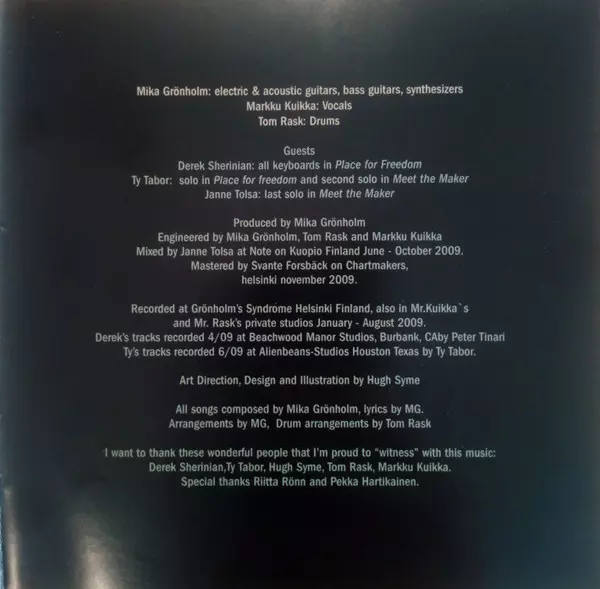 Mika Grönholm: electric & acoustic guitars, bass guitars, synthesizers
Markku Kuikka: Vocals
Tom Rask: Drums
Guests
Derek Sherinian: all keyboards in Place for Freedom
Ty Tabor: solo in Place for freedom and second solo in Meet the Maker
Janne Tolsa: last solo in Meet the Maker
Produced by Mika Grönholm
Engineered by Mika Grönholm, Tom Rask and Markku Kuikka
Mixed by Janne Tolsa at Note on Kuopio Finland June - October 2009.
Mastered by Svante Forsbäck on Chartmakers,
helsinki november 2009.
Recorded at Grönholm's Syndrome Helsinki Finland, also in Mr.Kuikka`s
and Mr. Rask's private studios January - August 2009.
Derek's tracks recorded 4/09 at Beachwood Manor Studios, Burbank, CAby Peter Tinari
Ty's tracks recorded 6/09 at Alienbeans-Studios Houston Texas by Ty Tabor.
Art Direction, Design and Illustration by Hugh Syme
All songs composed by Mika Grönholm, lyrics by MG.
Arrangements by MG, Drum arrangements by Tom Rask
I want to thank these wonderful people that I'm proud to "witness" with this music:
Derek Sherinian,Ty Tabor, Hugh Syme, Tom Rask, Markku Kuikka.
Special thanks Riitta Rönn and Pekka Hartikainen.